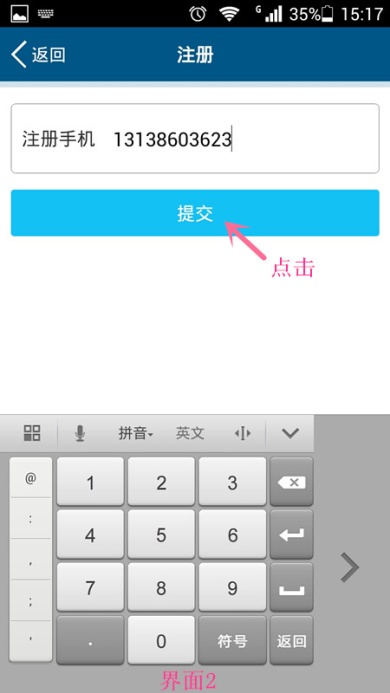 G 35% 15:17
返回 注册
注册手机 13138603623
提交
点击
拼音 英文
@ 1 2 3
: 4 5 6
, 7 8 9
;
' . 0 符号 返回
界面2